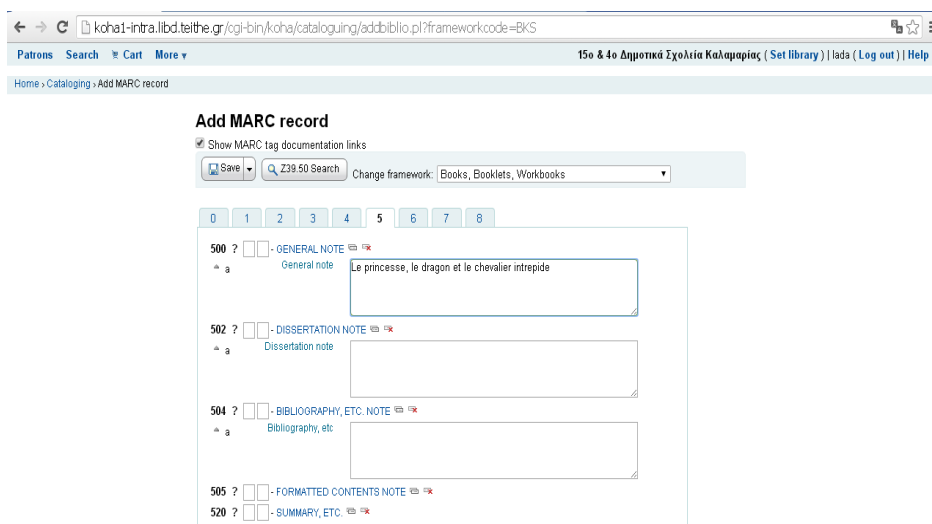 koha1-intra.libd.teithe.gr/cgi-bin/koha/cataloguing/addbiblio.pl?frameworkcode=BKS
Patrons Search Cart More 15o & 4o Δημοτικά Σχολεία Καλαμαρίας ( Set library ) | lada ( Log out ) | Help
Home › Cataloging › Add MARC record
Add MARC record
Show MARC tag documentation links
Save Z39.50 Search Change framework: Books, Booklets, Workbooks
0 1 2 3 4 5 6 7 8
500 ? - GENERAL NOTE
a General note Le princesse, le dragon et le chevalier intrepide
502 ? - DISSERTATION NOTE
a Dissertation note
504 ? - BIBLIOGRAPHY, ETC. NOTE
a Bibliography, etc
505 ? - FORMATTED CONTENTS NOTE
520 ? - SUMMARY, ETC.